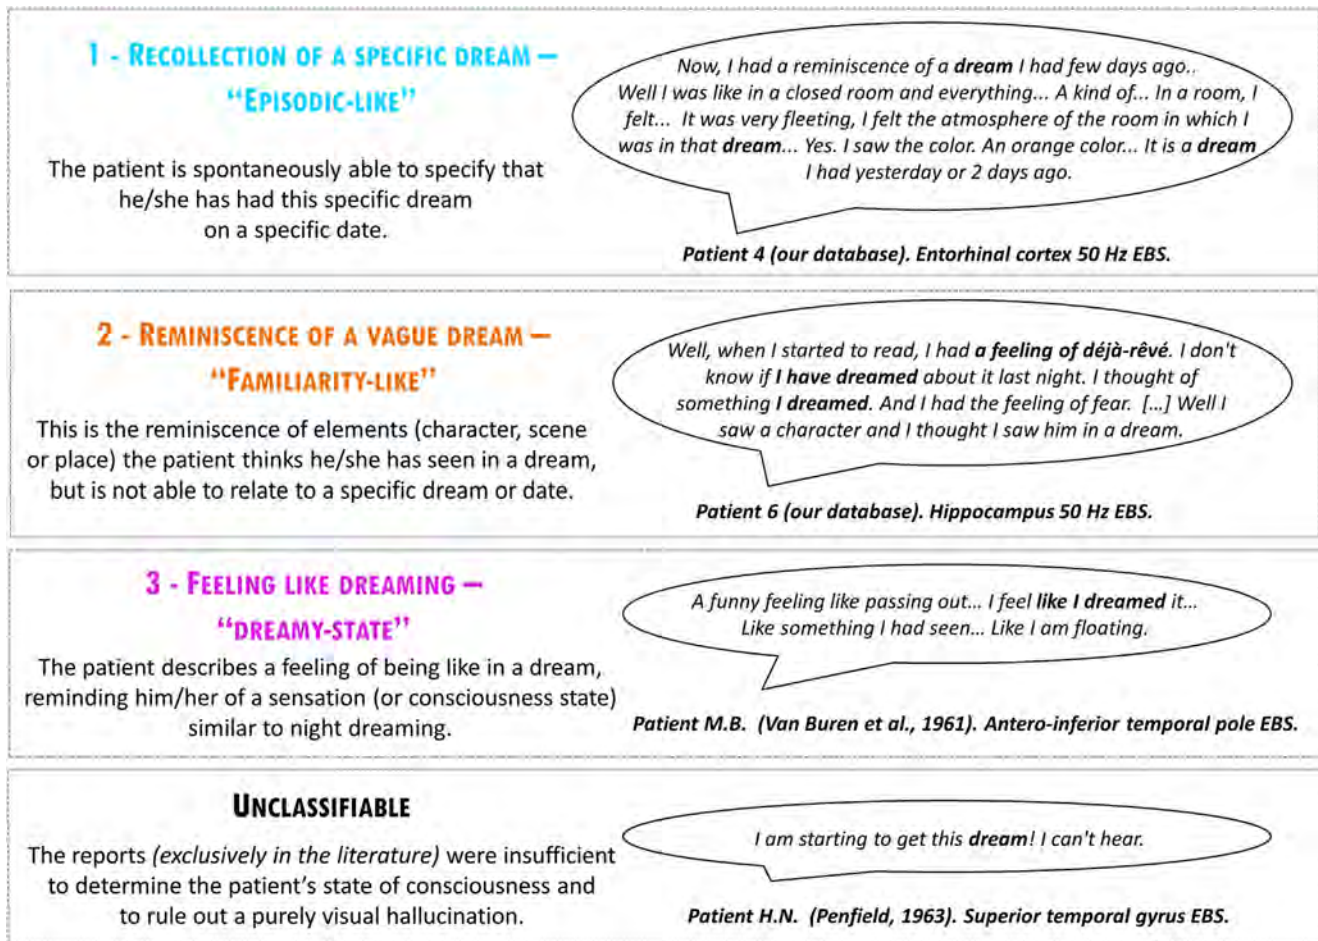 1 - RECOLLECTION OF A SPECIFIC DREAM –
“EPISODIC-LIKE”
The patient is spontaneously able to specify that
he/she has had this specific dream
on a specific date.
Now, I had a reminiscence of a dream I had few days ago..
Well I was like in a closed room and everything... A kind of... In a room, I
felt... It was very fleeting, I felt the atmosphere of the room in which I
was in that dream... Yes. I saw the color. An orange color... It is a dream
I had yesterday or 2 days ago.
Patient 4 (our database). Entorhinal cortex 50 Hz EBS.
2 - REMINISCENCE OF A VAGUE DREAM –
“FAMILIARITY-LIKE”
This is the reminiscence of elements (character, scene
or place) the patient thinks he/she has seen in a dream,
but is not able to relate to a specific dream or date.
Well, when I started to read, I had a feeling of déjà-rêvé. I don't
know if I have dreamed about it last night. I thought of
something I dreamed. And I had the feeling of fear. [...] Well I
saw a character and I thought I saw him in a dream.
Patient 6 (our database). Hippocampus 50 Hz EBS.
3 - FEELING LIKE DREAMING –
“DREAMY-STATE”
The patient describes a feeling of being like in a dream,
reminding him/her of a sensation (or consciousness state)
similar to night dreaming.
A funny feeling like passing out... I feel like I dreamed it...
Like something I had seen... Like I am floating.
Patient M.B. (Van Buren et al., 1961). Antero-inferior temporal pole EBS.
UNCLASSIFIABLE
The reports (exclusively in the literature) were insufficient
to determine the patient’s state of consciousness and
to rule out a purely visual hallucination.
I am starting to get this dream! I can't hear.
Patient H.N. (Penfield, 1963). Superior temporal gyrus EBS.